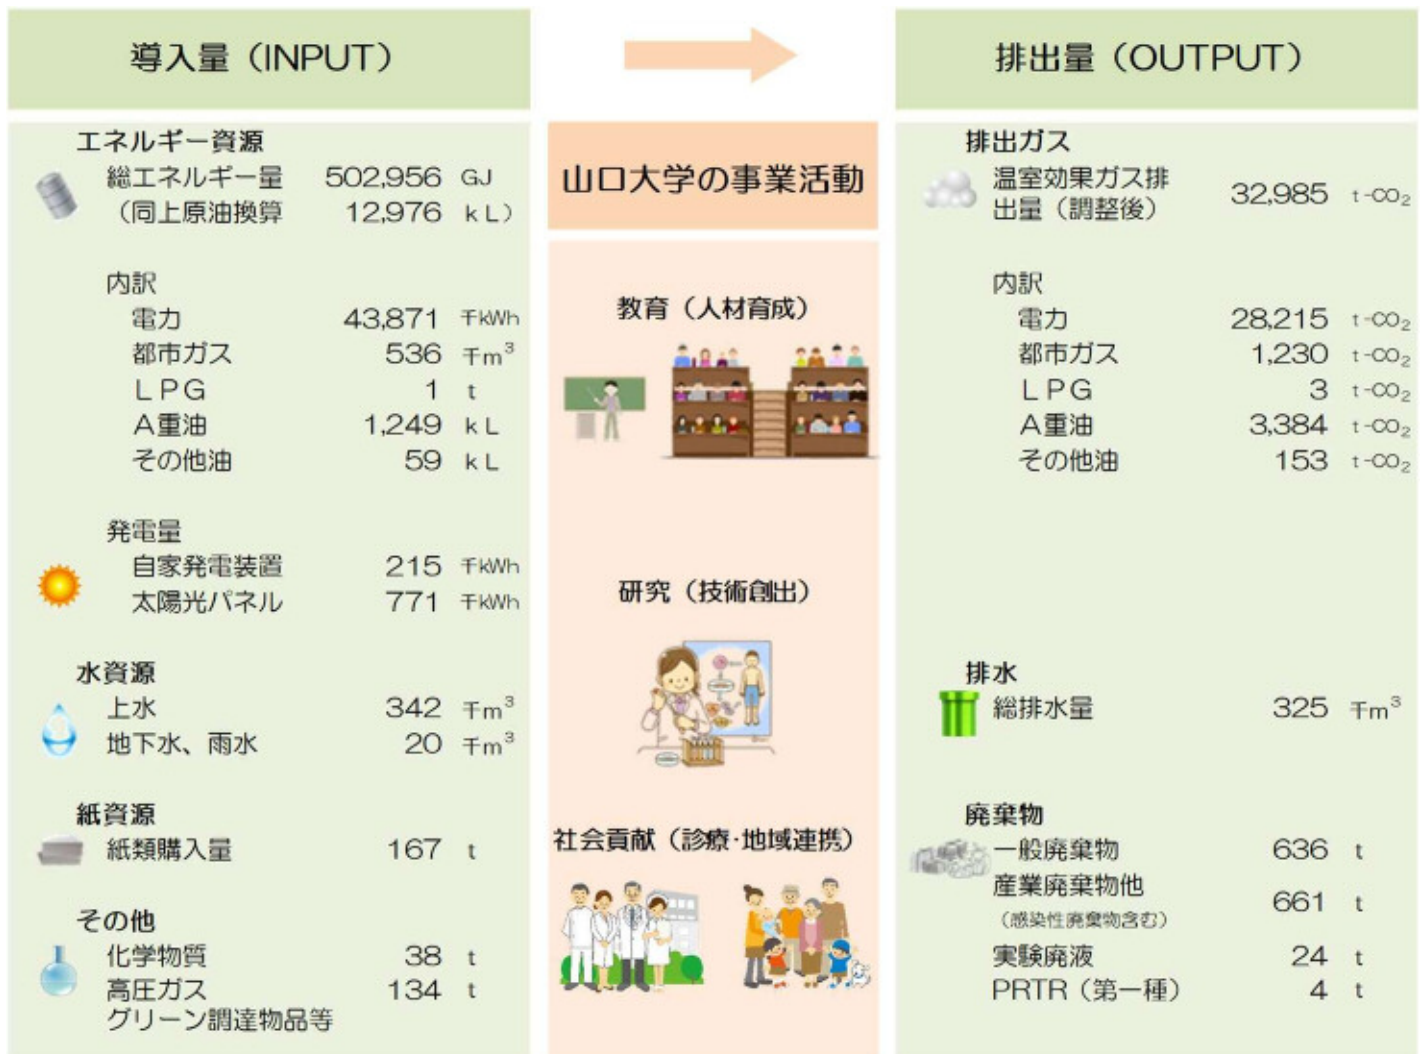 導入量（INPUT）
エネルギー資源
総エネルギー量 502,956 GJ
（同上原油換算 12,976 kL）
内訳
電力 43,871 千kWh
都市ガス 536 千m³
LPG 1 t
A重油 1,249 kL
その他油 59 kL
発電量
自家発電装置 215 千kWh
太陽光パネル 771 千kWh
水資源
上水 342 千m³
地下水、雨水 20 千m³
紙資源
紙類購入量 167 t
その他
化学物質 38 t
高圧ガス 134 t
グリーン調達物品等
山口大学の事業活動
教育（人材育成）
研究（技術創出）
社会貢献（診療・地域連携）
排出量（OUTPUT）
排出ガス
温室効果ガス排
出量（調整後） 32,985 t-CO₂
内訳
電力 28,215 t-CO₂
都市ガス 1,230 t-CO₂
LPG 3 t-CO₂
A重油 3,384 t-CO₂
その他油 153 t-CO₂
排水
総排水量 325 千m³
廃棄物
一般廃棄物 636 t
産業廃棄物他 661 t
（感染性廃棄物含む）
実験廃液 24 t
PRTR（第一種） 4 t